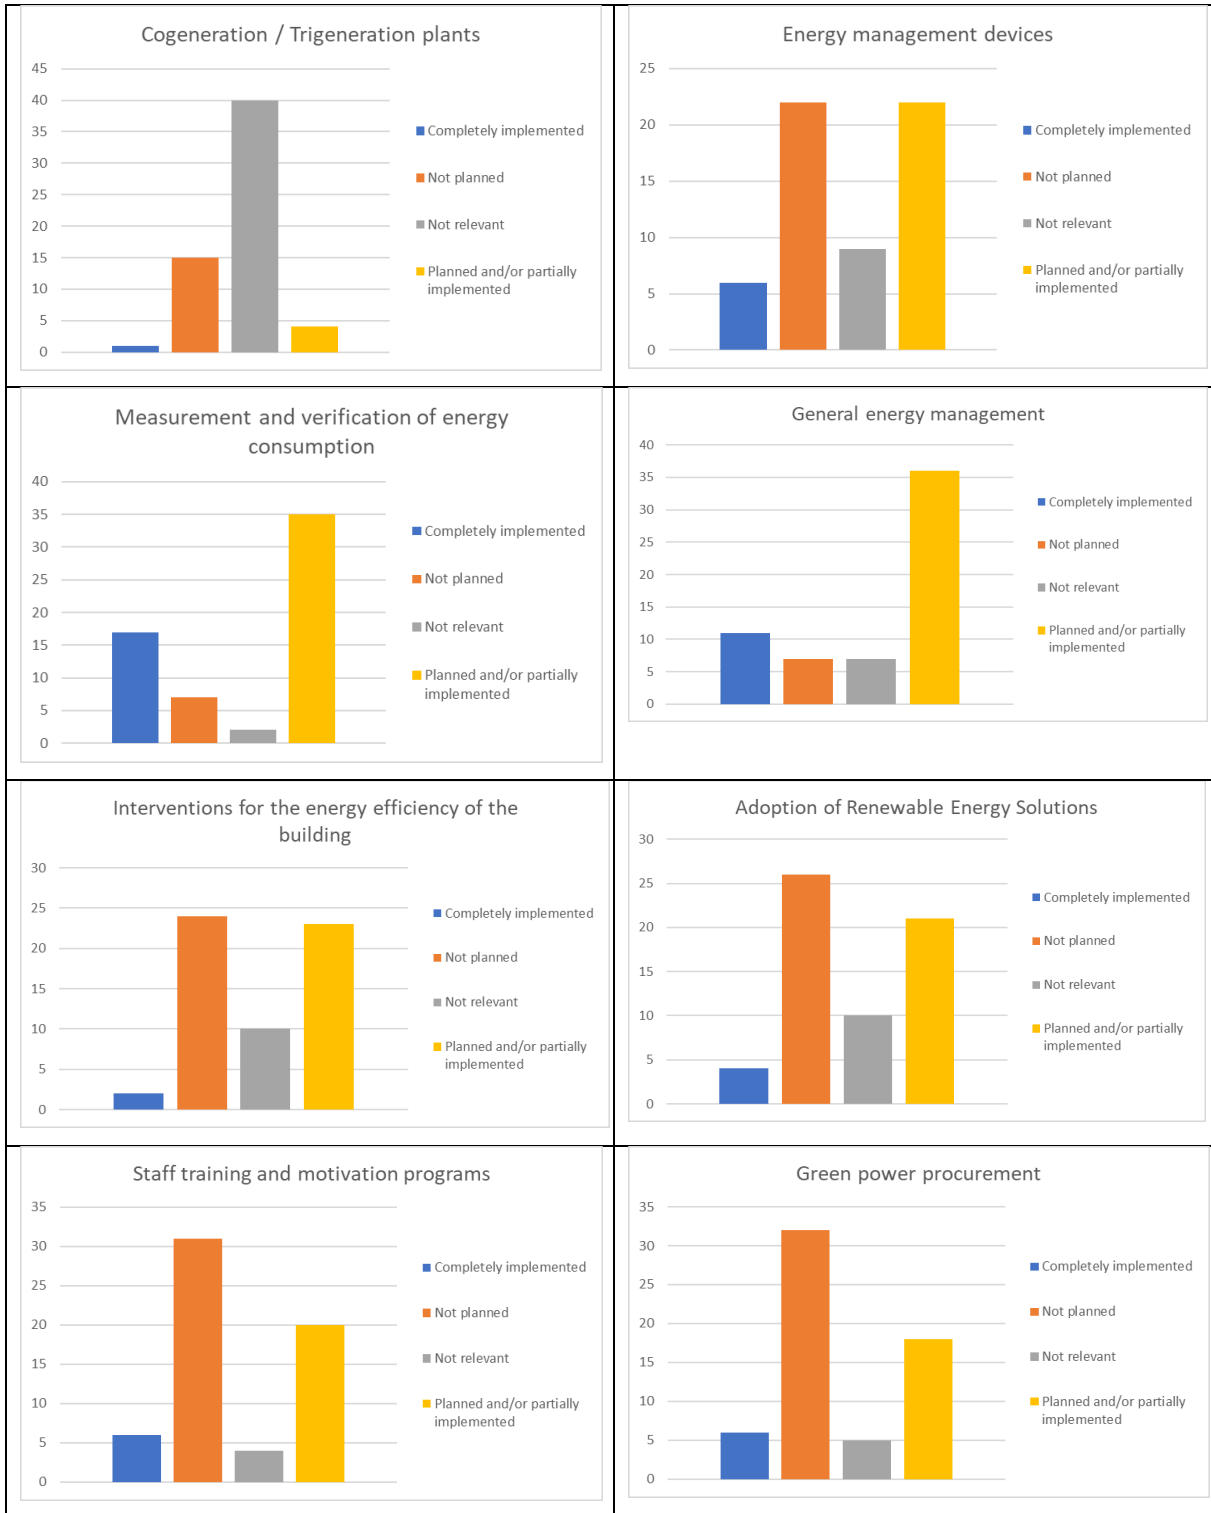 Cogeneration / Trigeneration plants
45
40
35
30
25
20
15
10
5
0
Completely implemented
Not planned
Not relevant
Planned and/or partially
implemented
Energy management devices
25
20
15
10
5
0
Completely implemented
Not planned
Not relevant
Planned and/or partially
implemented
Measurement and verification of energy
consumption
40
35
30
25
20
15
10
5
0
Completely implemented
Not planned
Not relevant
Planned and/or partially
implemented
General energy management
40
35
30
25
20
15
10
5
0
Completely implemented
Not planned
Not relevant
Planned and/or partially
implemented
Interventions for the energy efficiency of the
building
30
25
20
15
10
5
0
Completely implemented
Not planned
Not relevant
Planned and/or partially
implemented
Adoption of Renewable Energy Solutions
30
25
20
15
10
5
0
Completely implemented
Not planned
Not relevant
Planned and/or partially
implemented
Staff training and motivation programs
35
30
25
20
15
10
5
0
Completely implemented
Not planned
Not relevant
Planned and/or partially
implemented
Green power procurement
35
30
25
20
15
10
5
0
Completely implemented
Not planned
Not relevant
Planned and/or partially
implemented